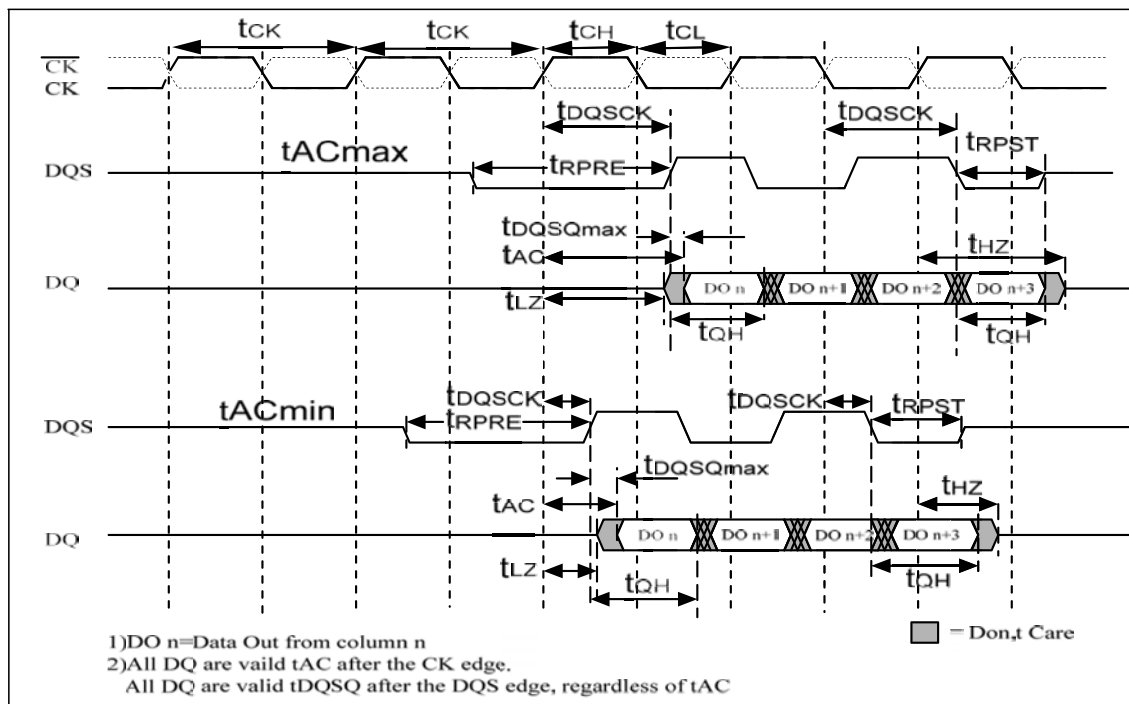 tCK tCK tCH tCL
CK
CK
tDQSCK tDQSCK
tACmax tRPRE tRPST
DQS
tDQSQmax
tAC tHZ
DQ DO n DO n+1 DO n+2 DO n+3
tLZ
tQH tQH
tDQSCK tDQSCK
tACmin tRPRE tRPST
DQS
tDQSQmax
tAC tHZ
DQ DO n DO n+1 DO n+2 DO n+3
tLZ tQH tQH
1)DO n=Data Out from column n
= Don,t Care
2)All DQ are vaild tAC after the CK edge.
All DQ are valid tDQSQ after the DQS edge, regardless of tAC